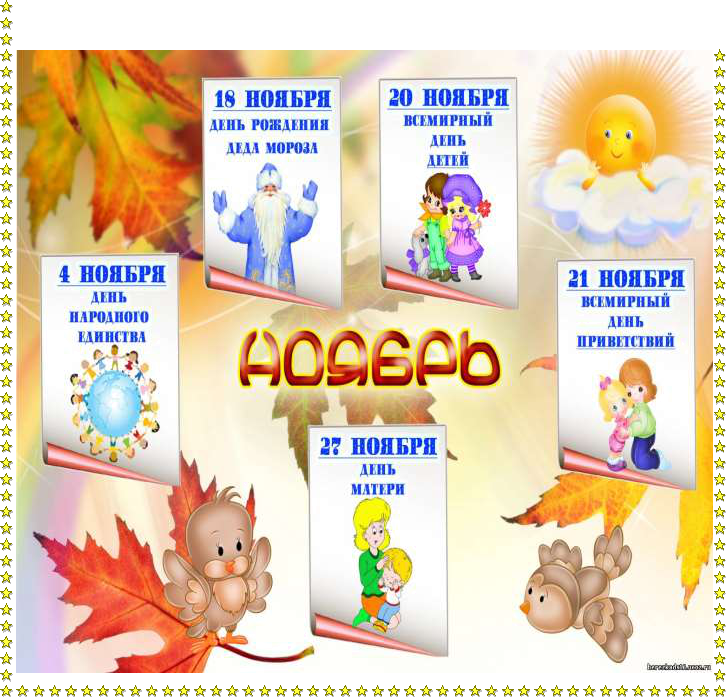 18 НОЯБРЯ
ДЕНЬ РОЖДЕНИЯ
ДЕДА МОРОЗА
20 НОЯБРЯ
ВСЕМИРНЫЙ
ДЕНЬ
ДЕТЕЙ
4 НОЯБРЯ
ДЕНЬ
НАРОДНОГО
ЕДИНСТВА
21 НОЯБРЯ
ВСЕМИРНЫЙ
ДЕНЬ
ПРИВЕТСТВИЙ
НОЯБРЬ
27 НОЯБРЯ
ДЕНЬ
МАТЕРИ